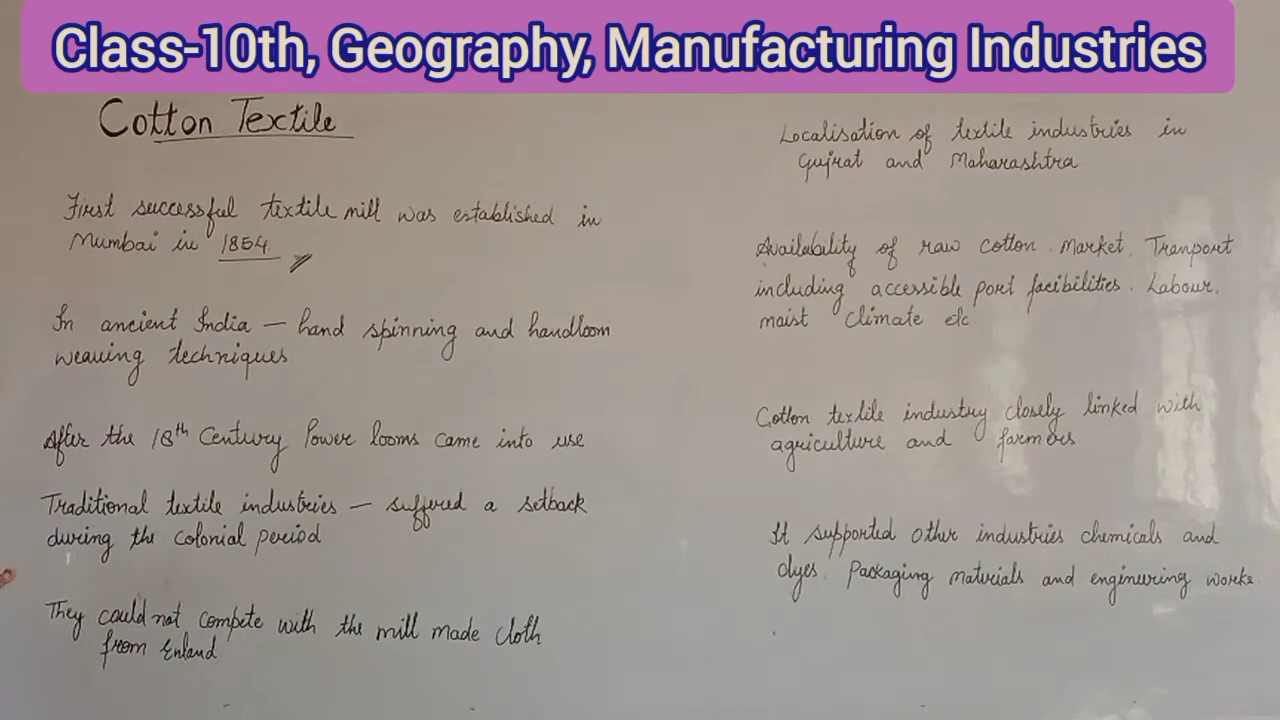 Class-10th, Geography, Manufacturing Industries
Cotton Textile
First successful textile mill was established in
Mumbai in 1854.
In ancient India — hand spinning and handloom
weaving techniques
After the 18th Century Power looms came into use
Traditional textile industries — suffered a setback
during the colonial period
They could not compete with the mill made cloth
from Enland
Localisation of textile industries in
Gujrat and Maharashtra
Availability of raw cotton. Market, Tranport
including accessible port facibilities. Labour,
moist climate etc
Cotton textile industry closely linked with
agriculture and farmers
It supported other industries chemicals and
dyes. Packaging materials and enginering works.